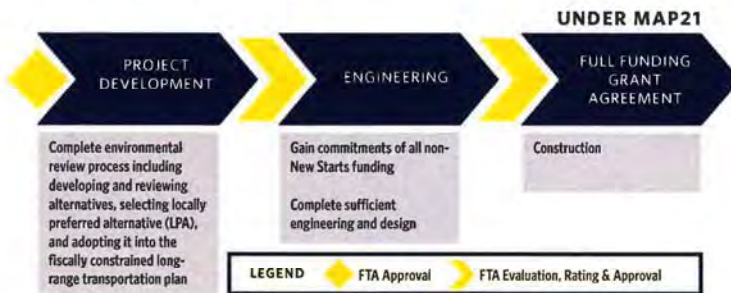 UNDER MAP21
PROJECT
DEVELOPMENT
ENGINEERING
FULL FUNDING
GRANT
AGREEMENT
Complete environmental
review process including
developing and reviewing
alternatives, selecting locally
preferred alternative (LPA),
and adopting it into the
fiscally constrained long-
range transportation plan
Gain commitments of all non-
New Starts funding
Complete sufficient
engineering and design
Construction
LEGEND FTA Approval FTA Evaluation, Rating & Approval